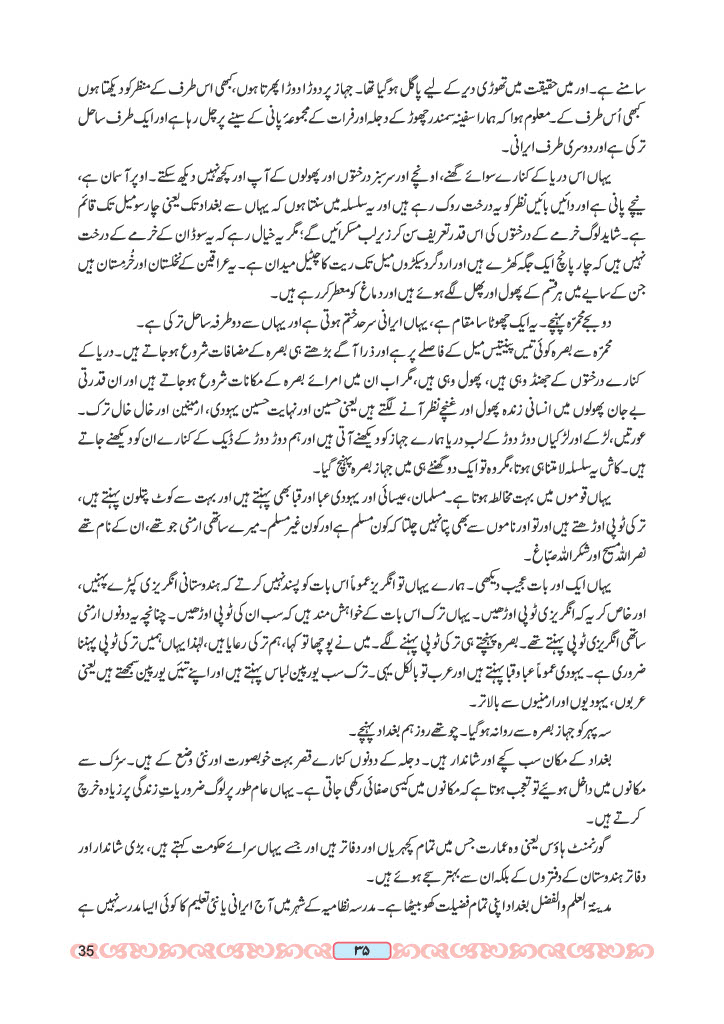 سامنے ہے۔ اور میں حقیقت میں تھوڑی دیر کے لیے پاگل ہوگیا تھا۔ جہاز پر دوڑا دوڑا پھرتا ہوں، کبھی اس طرف کے منظر کو دیکھتا ہوں
کبھی اُس طرف کے۔ معلوم ہوا کہ ہمارا سفینہ سمندر چھوڑ کے دجلہ اور فرات کے مجموعۂ پانی کے سینے پر چل رہا ہے اور ایک طرف ساحل
ترکی ہے اور دوسری طرف ایرانی۔
یہاں اس دریا کے کنارے سوائے گھنے، اونچے اور سرسبز درختوں اور پھولوں کے آپ اور کچھ نہیں دیکھ سکتے۔ اوپر آسمان ہے،
نیچے پانی ہے اور دائیں بائیں نظر کو یہ درخت روک رہے ہیں اور یہ سلسلہ میں سنتا ہوں کہ یہاں سے بغداد تک یعنی چار سو میل تک قائم
ہے۔ شاید لوگ خرمے کے درختوں کی اس قدر تعریف سن کر زیرِ لب مسکرائیں گے؛ مگر یہ خیال رہے کہ یہ سوڈان کے خرمے کے درخت
نہیں ہیں کہ چار پانچ ایک جگہ کھڑے ہیں اور ارد گرد سیکڑوں میل تک ریت کا چٹیل میدان ہے۔ یہ عراقین کے نخلستان اور خُرمستان ہیں
جن کے سایے میں ہر قسم کے پھول اور پھل لگے ہوئے ہیں اور دماغ کو معطر کر رہے ہیں۔
دو بجے محمّرہ پہنچے۔ یہ ایک چھوٹا سا مقام ہے، یہاں ایرانی سرحد ختم ہوتی ہے اور یہاں سے دو طرفہ ساحل ترکی ہے۔
محمّرہ سے بصرہ کوئی تیس پینتیس میل کے فاصلے پر ہے اور ذرا آگے بڑھتے ہی بصرہ کے مضافات شروع ہوجاتے ہیں۔ دریا کے
کنارے درختوں کے جھنڈ وہی ہیں، پھول وہی ہیں، مگر اب ان میں امرائے بصرہ کے مکانات شروع ہوجاتے ہیں اور ان قدرتی
بے جان پھولوں میں انسانی زندہ پھول اور غنچے نظر آنے لگتے ہیں یعنی حسین اور نہایت حسین یہودی، ارمینین اور خال خال ترک۔
عورتیں، لڑکے اور لڑکیاں دوڑ دوڑ کے لبِ دریا ہمارے جہاز کو دیکھنے آتی ہیں اور ہم دوڑ دوڑ کے ڈیک کے کنارے ان کو دیکھنے جاتے
ہیں۔ کاش یہ سلسلہ لامتناہی ہوتا، مگر وہ تو ایک دو گھنٹے ہی میں جہاز بصرہ پہنچ گیا۔
یہاں قوموں میں بہت مخالطہ ہوتا ہے۔ مسلمان، عیسائی اور یہودی عبا اور قبا بھی پہنتے ہیں اور بہت سے کوٹ پتلون پہنتے ہیں،
ترکی ٹوپی اوڑھتے ہیں اور تو اور ناموں سے بھی پتا نہیں چلتا کہ کون مسلم ہے اور کون غیر مسلم۔ میرے ساتھی ارمنی جو تھے، ان کے نام تھے
نصر اللہ مسیح اور شکر اللہ صبّاغ۔
یہاں ایک اور بات عجیب دیکھی۔ ہمارے یہاں تو انگریز عموماً اس بات کو پسند نہیں کرتے کہ ہندوستانی انگریزی کپڑے پہنیں،
اور خاص کر یہ کہ انگریزی ٹوپی اوڑھیں۔ یہاں ترک اس بات کے خواہش مند ہیں کہ سب ان کی ٹوپی اوڑھیں۔ چنانچہ یہ دونوں ارمنی
ساتھی انگریزی ٹوپی پہنتے تھے۔ بصرہ پہنچتے ہی ترکی ٹوپی پہننے لگے۔ میں نے پوچھا تو کہا، ہم ترکی رعایا ہیں، لہٰذا یہاں ہمیں ترکی ٹوپی پہننا
ضروری ہے۔ یہودی عموماً عبا و قبا پہنتے ہیں اور عرب تو بالکل یہی۔ ترک سب یورپین لباس پہنتے ہیں اور اپنے تئیں یورپین سمجھتے ہیں یعنی
عربوں، یہودیوں اور ارمنیوں سے بالاتر۔
سہ پہر کو جہاز بصرہ سے روانہ ہوگیا۔ چوتھے روز ہم بغداد پہنچے۔
بغداد کے مکان سب کچے اور شاندار ہیں۔ دجلہ کے دونوں کنارے قصر بہت خوبصورت اور نئی وضع کے ہیں۔ سڑک سے
مکانوں میں داخل ہوئیے تو تعجب ہوتا ہے کہ مکانوں میں کیسی صفائی رکھی جاتی ہے۔ یہاں عام طور پر لوگ ضروریاتِ زندگی پر زیادہ خرچ
کرتے ہیں۔
گورنمنٹ ہاؤس یعنی وہ عمارت جس میں تمام کچہریاں اور دفاتر ہیں اور جسے یہاں سرائے حکومت کہتے ہیں، بڑی شاندار اور
دفاتر ہندوستان کے دفتروں کے بلکہ ان سے بہتر سجے ہوئے ہیں۔
مدینۃ العلم والفضل بغداد اپنی تمام فضیلت کھو بیٹھا ہے۔ مدرسہ نظامیہ کے شہر میں آج ایرانی یا نئی تعلیم کا کوئی ایسا مدرسہ نہیں ہے
35
۳۵